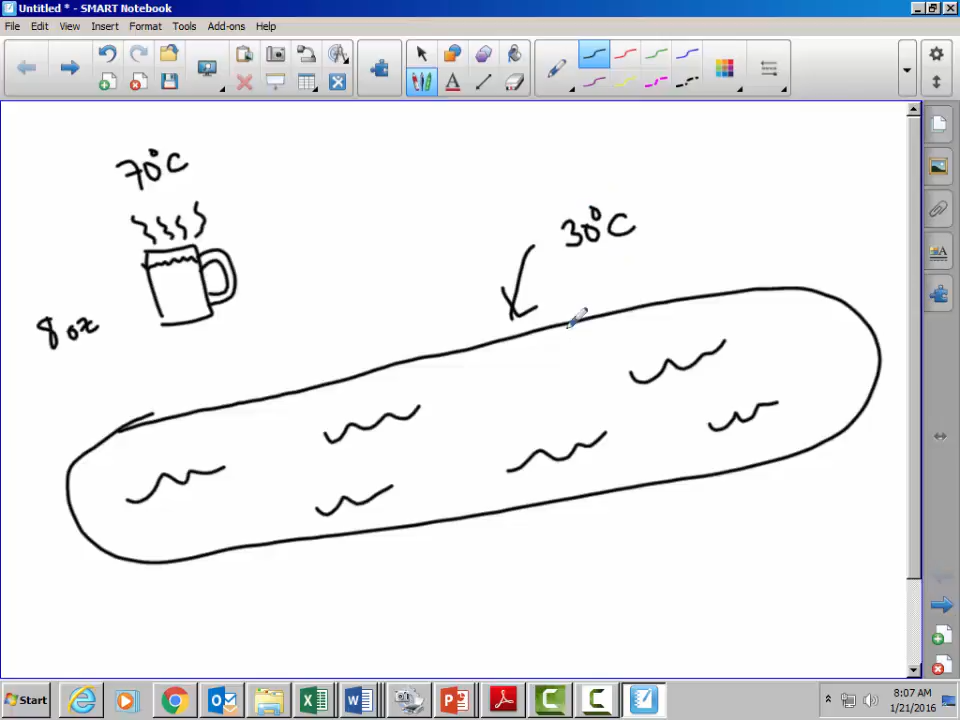 Untitled * - SMART Notebook
File Edit View Insert Format Tools Add-ons Help
70°C
30°C
8 oz
Start
8:07 AM
1/21/2016